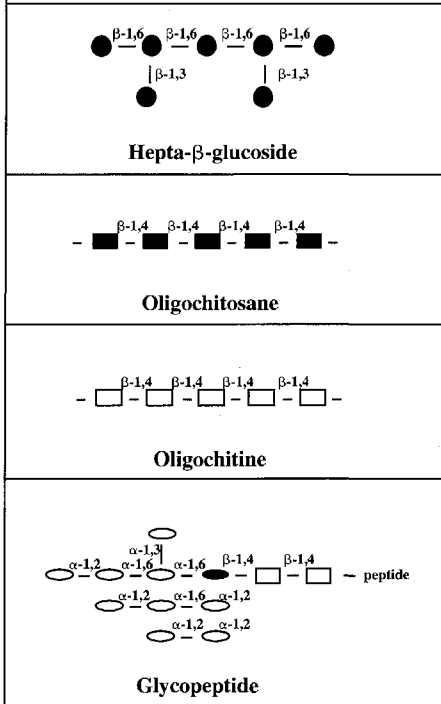 β-1,6 β-1,6 β-1,6 β-1,6
β-1,3 β-1,3
Hepta-β-glucoside
β-1,4 β-1,4 β-1,4 β-1,4
Oligochitosane
β-1,4 β-1,4 β-1,4 β-1,4
Oligochitine
α-1,3
α-1,2 α-1,6 α-1,6 β-1,4 β-1,4
peptide
α-1,2 α-1,6 α-1,2
α-1,2 α-1,2
Glycopeptide